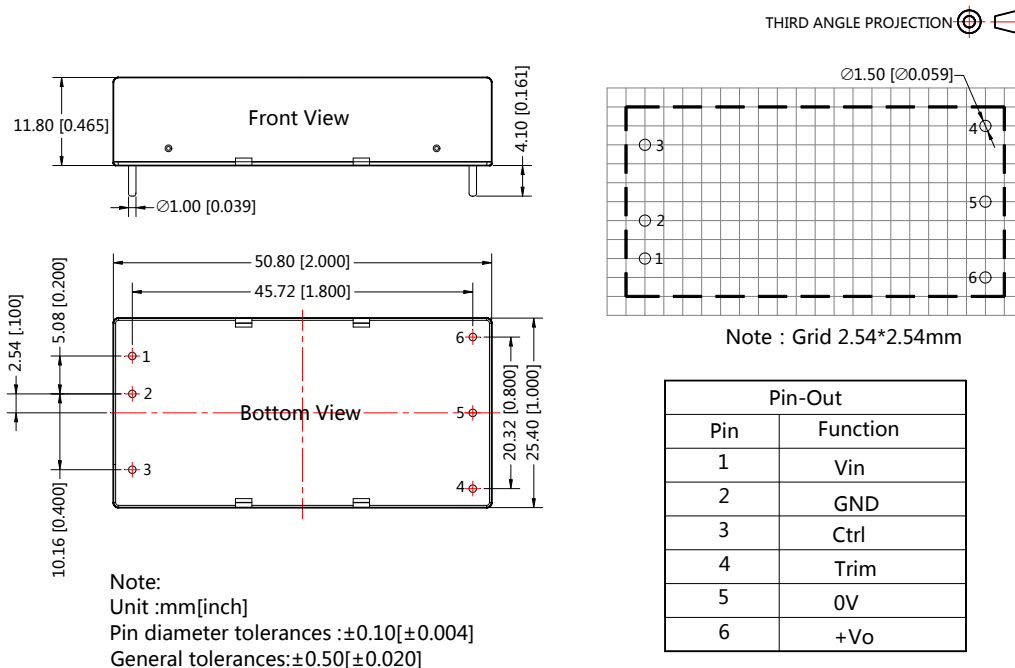 THIRD ANGLE PROJECTION
Front View
11.80 [0.465]
4.10 [0.161]
Ø1.00 [0.039]
Ø1.50 [Ø0.059]
4
3
5
2
1
6
Note : Grid 2.54*2.54mm
50.80 [2.000]
45.72 [1.800]
2.54 [.100]
5.08 [0.200]
10.16 [0.400]
1
2
3
Bottom View
6
5
4
20.32 [0.800]
25.40 [1.000]
Pin-Out
Pin Function
1 Vin
2 GND
3 Ctrl
4 Trim
5 0V
6 +Vo
Note:
Unit :mm[inch]
Pin diameter tolerances :±0.10[±0.004]
General tolerances:±0.50[±0.020]